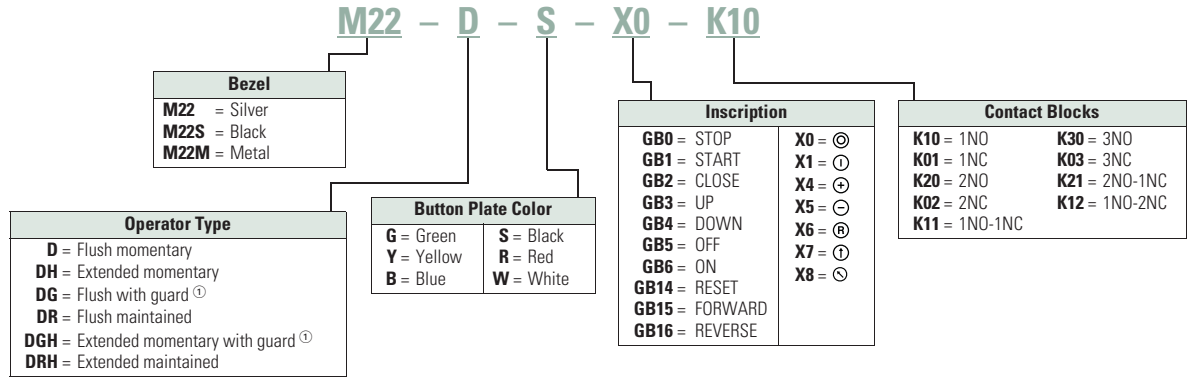 M22 – D – S – X0 – K10
Bezel
M22 = Silver
M22S = Black
M22M = Metal
Operator Type
D = Flush momentary
DH = Extended momentary
DG = Flush with guard ①
DR = Flush maintained
DGH = Extended momentary with guard ①
DRH = Extended maintained
Button Plate Color
G = Green
Y = Yellow
B = Blue
S = Black
R = Red
W = White
Inscription
GB0 = STOP
GB1 = START
GB2 = CLOSE
GB3 = UP
GB4 = DOWN
GB5 = OFF
GB6 = ON
GB14 = RESET
GB15 = FORWARD
GB16 = REVERSE
X0 = ◎
X1 = ⏼
X4 = ⊕
X5 = ⊖
X6 = Ⓡ
X7 = ⓛ
X8 = ⦸
Contact Blocks
K10 = 1NO
K01 = 1NC
K20 = 2NO
K02 = 2NC
K11 = 1NO-1NC
K30 = 3NO
K03 = 3NC
K21 = 2NO-1NC
K12 = 1NO-2NC